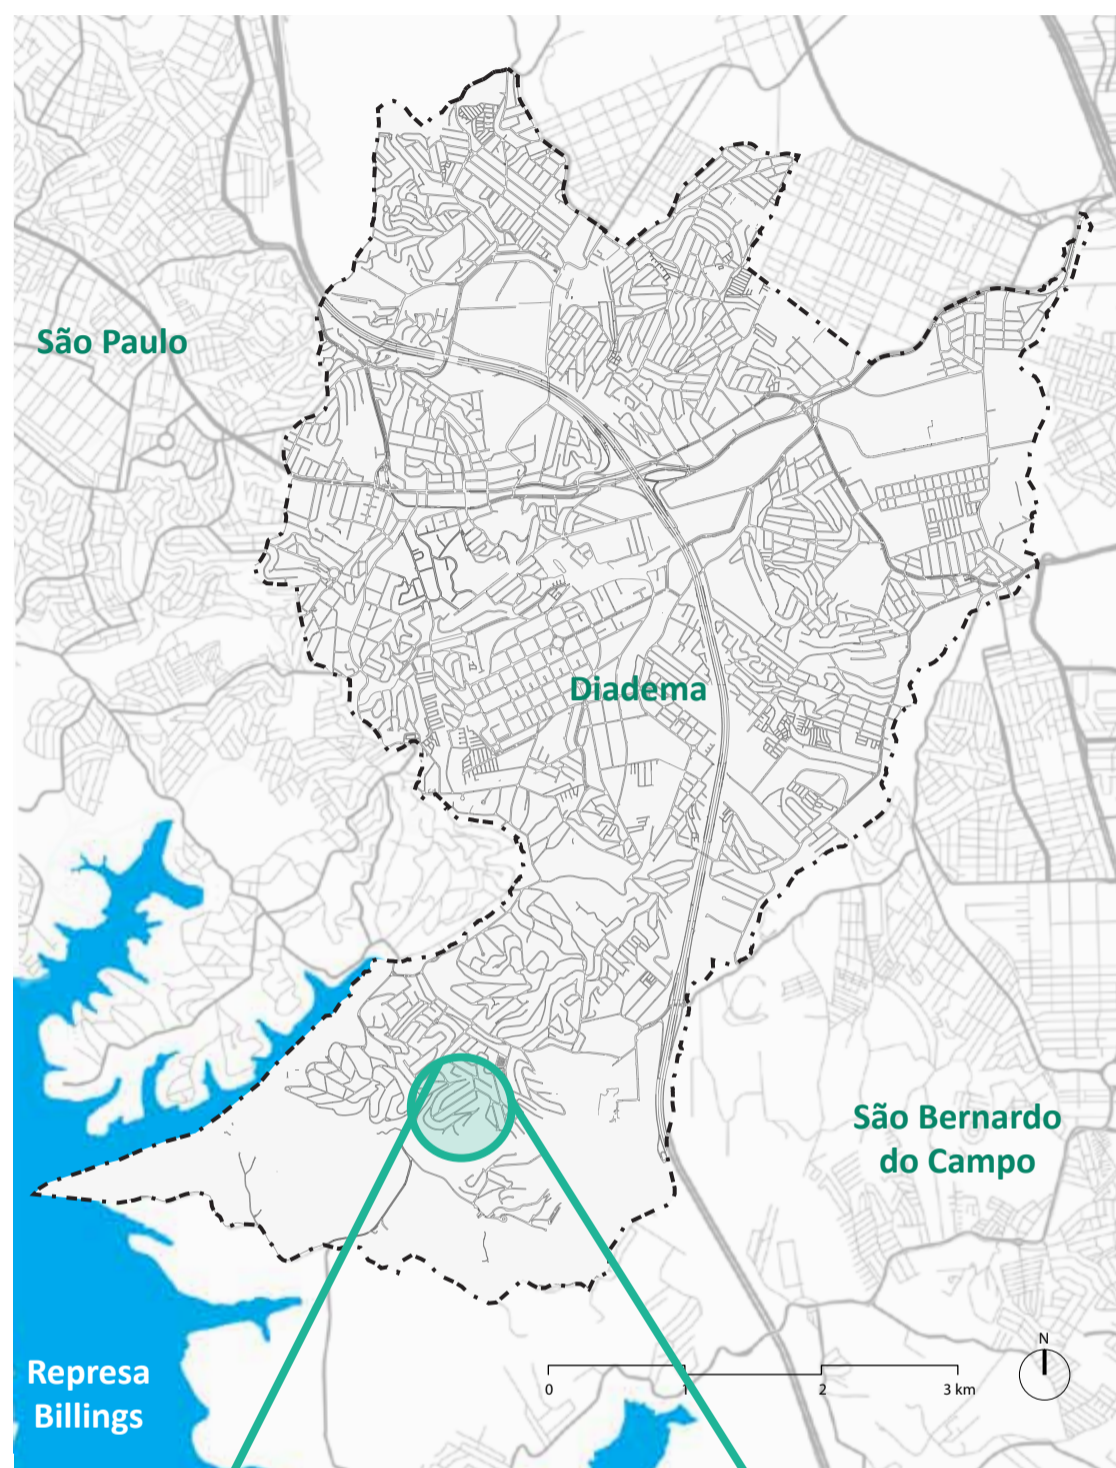 São Paulo
Diadema
São Bernardo
do Campo
Represa
Billings
N
0 1 2 3 km